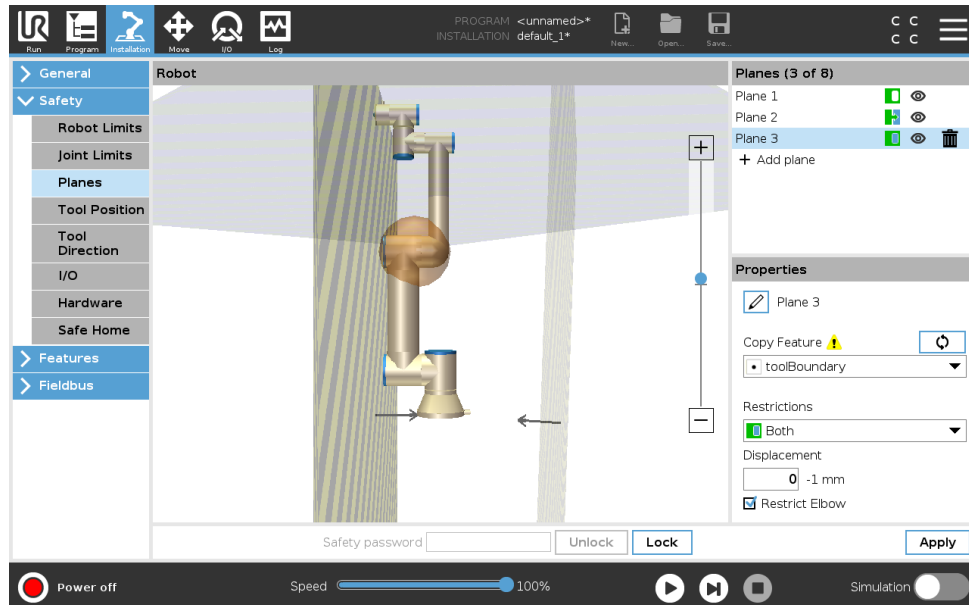 PROGRAM <unnamed>*
INSTALLATION default_1*
Run Program Installation Move I/O Log New... Open... Save...
C C
C C
General
Safety
Robot Limits
Joint Limits
Planes
Tool Position
Tool
Direction
I/O
Hardware
Safe Home
Features
Fieldbus
Robot
+
−
Planes (3 of 8)
Plane 1
Plane 2
Plane 3
+ Add plane
Properties
Plane 3
Copy Feature
toolBoundary
Restrictions
Both
Displacement
0 -1 mm
Restrict Elbow
Safety password Unlock Lock Apply
Power off Speed 100% Simulation